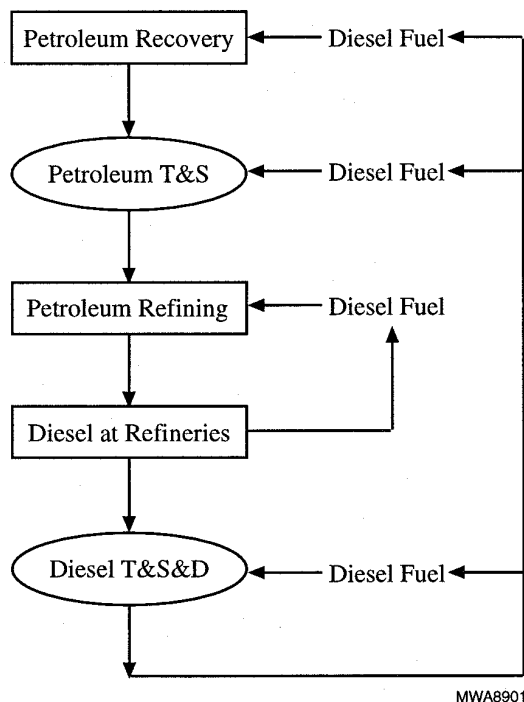 Petroleum Recovery
Diesel Fuel
Petroleum T&S
Diesel Fuel
Petroleum Refining
Diesel Fuel
Diesel at Refineries
Diesel T&S&D
Diesel Fuel
MWA8901